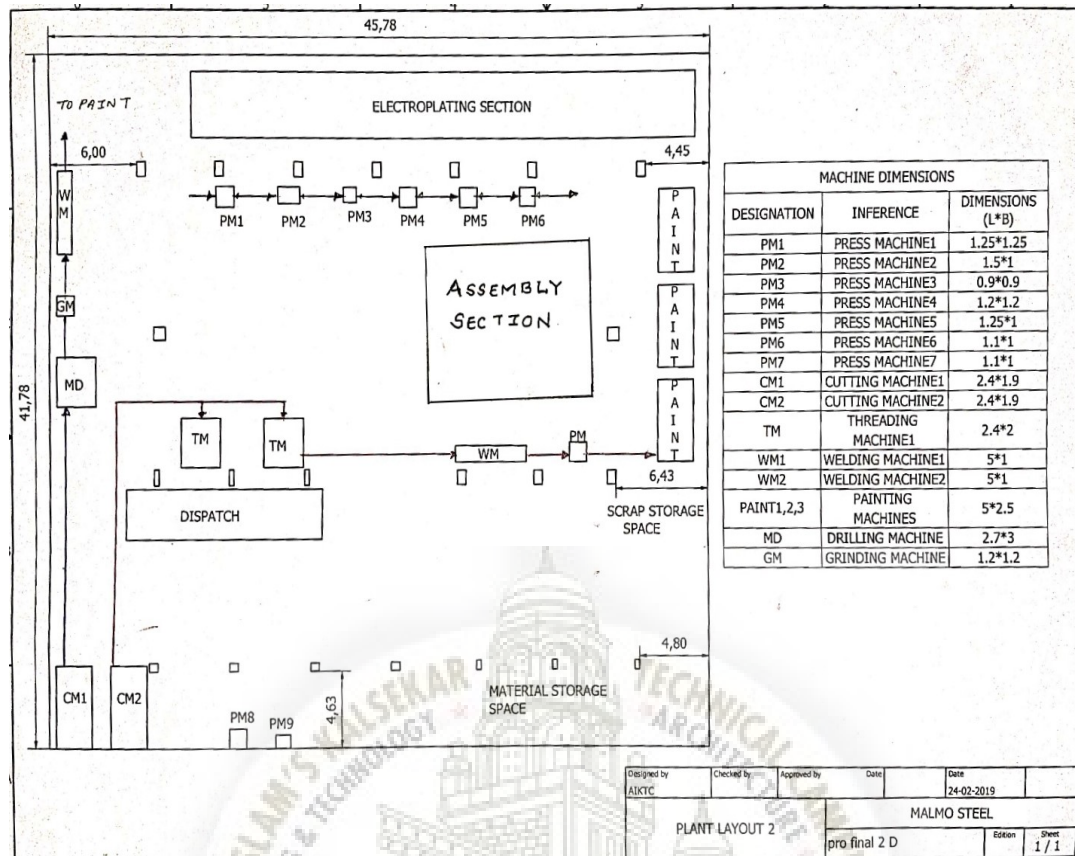 45,78
ELECTROPLATING SECTION
TO PAINT
6,00
4,45
WM
PM1
PM2
PM3
PM4
PM5
PM6
PAINT
ASSEMBLY
SECTION
GM
PAINT
MD
41,78
PAINT
TM
TM
WM
PM
6,43
DISPATCH
SCRAP STORAGE
SPACE
4,80
CM1
CM2
4,63
MATERIAL STORAGE
SPACE
PM8
PM9
MACHINE DIMENSIONS
DESIGNATION INFERENCE DIMENSIONS (L*B)
PM1 PRESS MACHINE1 1.25*1.25
PM2 PRESS MACHINE2 1.5*1
PM3 PRESS MACHINE3 0.9*0.9
PM4 PRESS MACHINE4 1.2*1.2
PM5 PRESS MACHINE5 1.25*1
PM6 PRESS MACHINE6 1.1*1
PM7 PRESS MACHINE7 1.1*1
CM1 CUTTING MACHINE1 2.4*1.9
CM2 CUTTING MACHINE2 2.4*1.9
TM THREADING MACHINE1 2.4*2
WM1 WELDING MACHINE1 5*1
WM2 WELDING MACHINE2 5*1
PAINT1,2,3 PAINTING MACHINES 5*2.5
MD DRILLING MACHINE 2.7*3
GM GRINDING MACHINE 1.2*1.2
Designed by Checked by Approved by Date Date
AIKTC 24-02-2019
PLANT LAYOUT 2
MALMO STEEL
pro final 2 D
Edition
Sheet
1 / 1
KALSEKAR TECHNICAL
& TECHNOLOGY